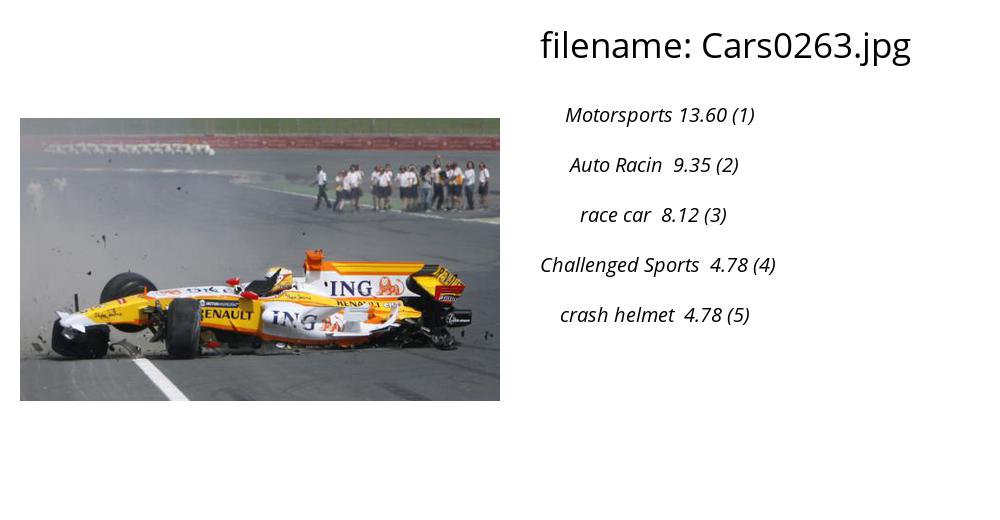 filename: Cars0263.jpg
Motorsports 13.60 (1)
Auto Racin 9.35 (2)
race car 8.12 (3)
Challenged Sports 4.78 (4)
crash helmet 4.78 (5)
ING
RENAULT
RENAULT
ING